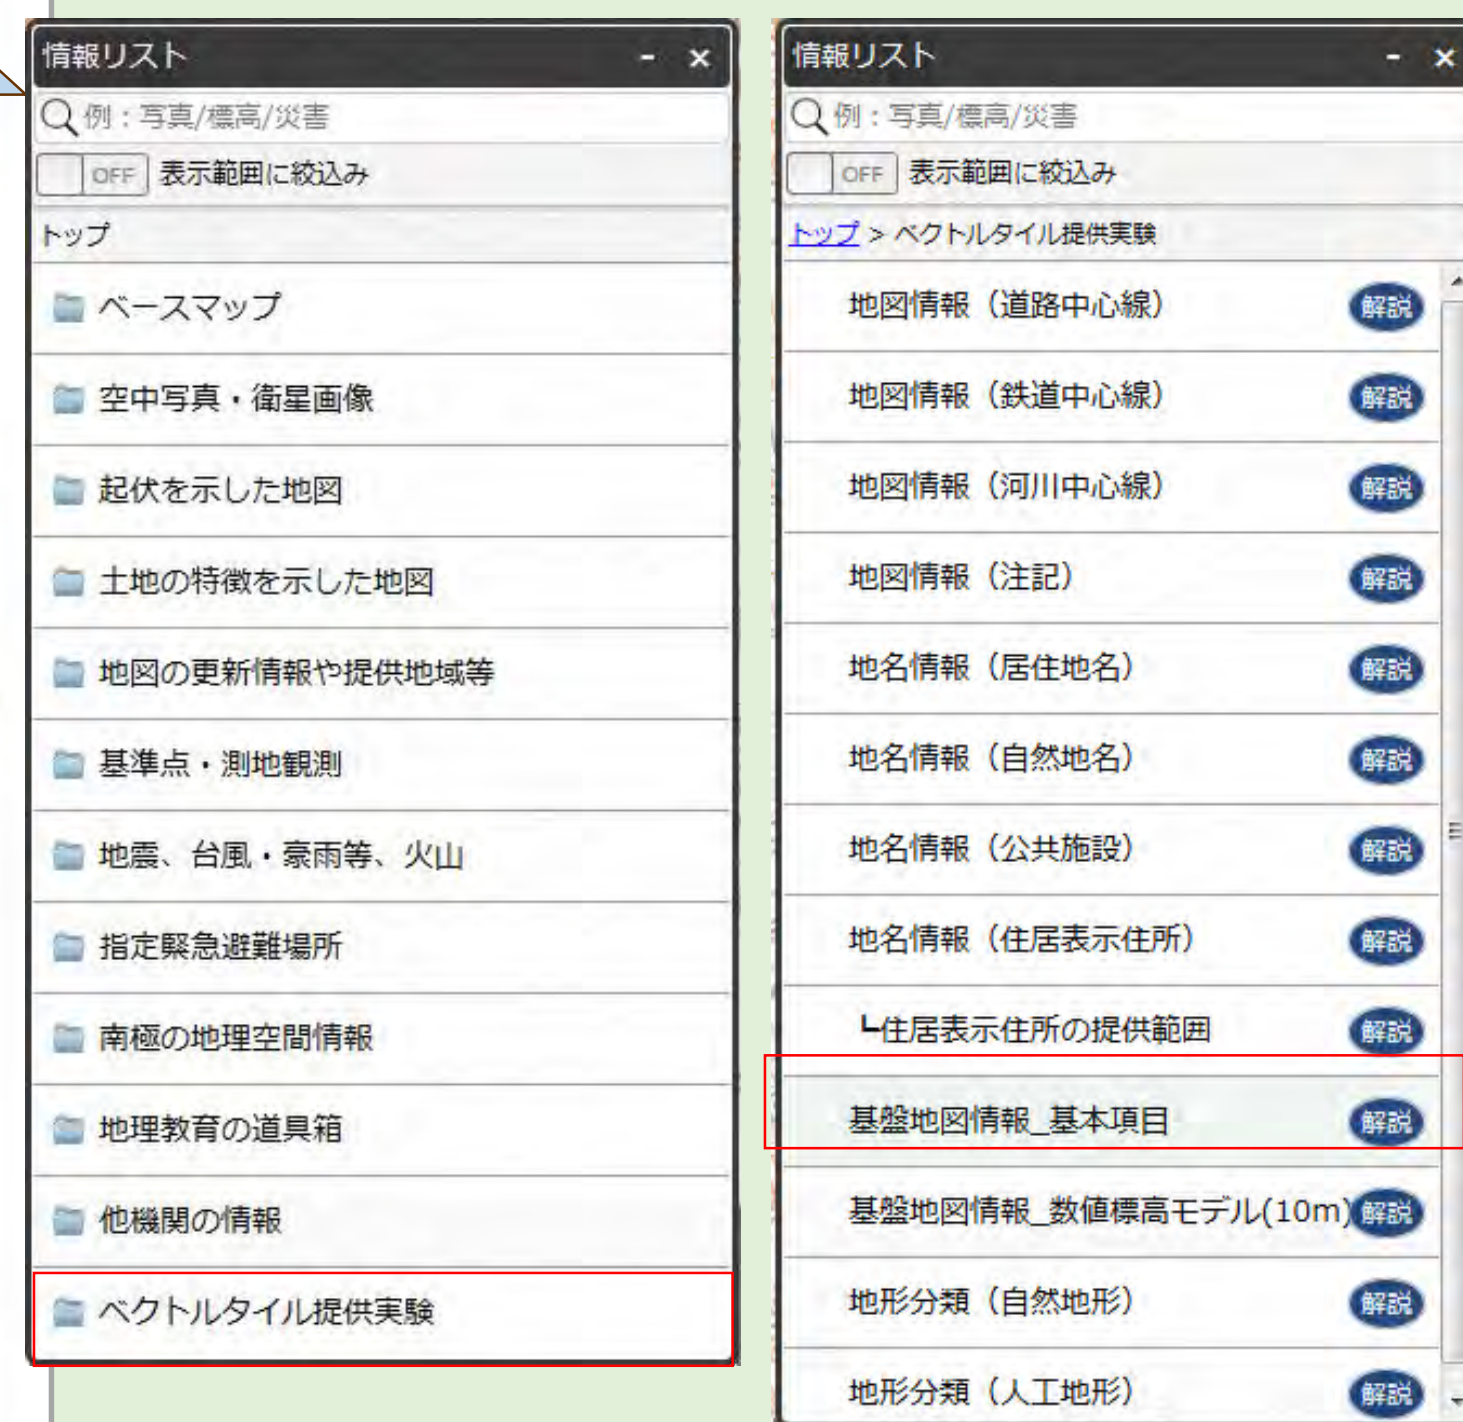 情報リスト - ×
例：写真/標高/災害
OFF 表示範囲に絞込み
トップ
ベースマップ
空中写真・衛星画像
起伏を示した地図
土地の特徴を示した地図
地図の更新情報や提供地域等
基準点・測地観測
地震、台風・豪雨等、火山
指定緊急避難場所
南極の地理空間情報
地理教育の道具箱
他機関の情報
ベクトルタイル提供実験
情報リスト - ×
例：写真/標高/災害
OFF 表示範囲に絞込み
トップ > ベクトルタイル提供実験
地図情報（道路中心線） 解説
地図情報（鉄道中心線） 解説
地図情報（河川中心線） 解説
地図情報（注記） 解説
地名情報（居住地名） 解説
地名情報（自然地名） 解説
地名情報（公共施設） 解説
地名情報（住居表示住所） 解説
┗住居表示住所の提供範囲 解説
基盤地図情報_基本項目 解説
基盤地図情報_数値標高モデル(10m) 解説
地形分類（自然地形） 解説
地形分類（人工地形） 解説